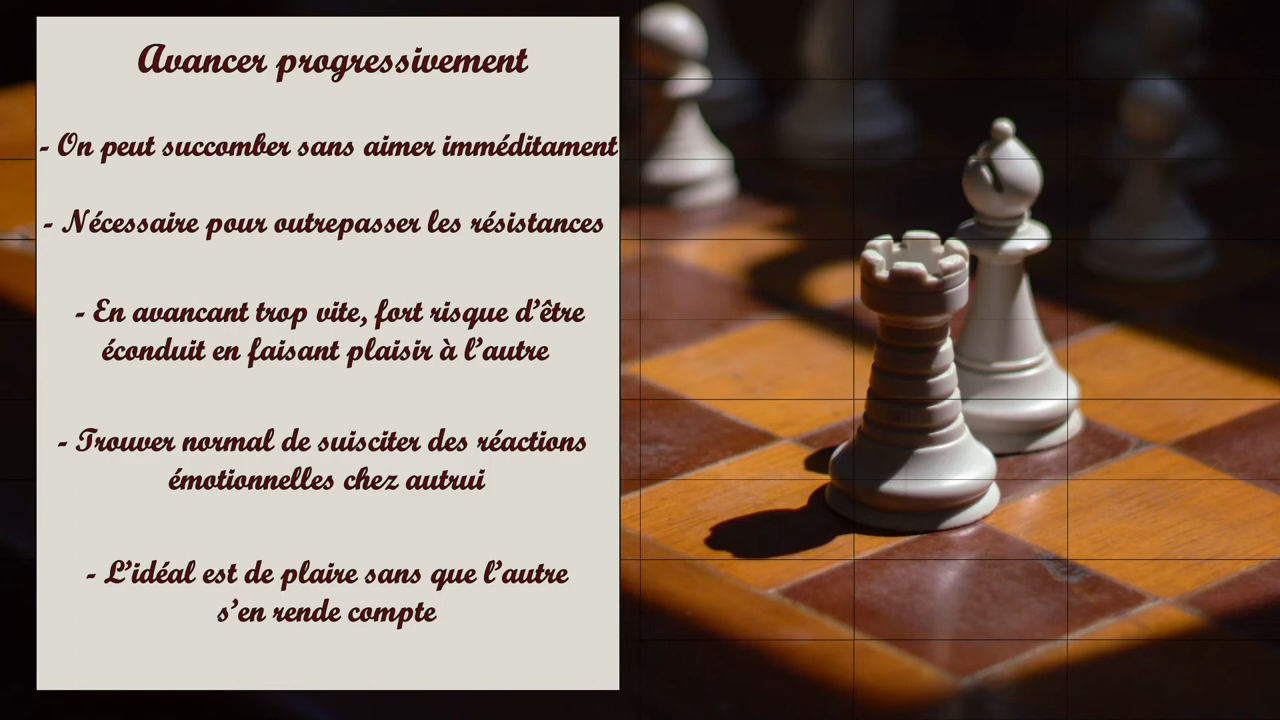 Avancer progressivement
- On peut succomber sans aimer imméditament
- Nécessaire pour outrepasser les résistances
- En avancant trop vite, fort risque d'être
éconduit en faisant plaisir à l'autre
- Trouver normal de suisciter des réactions
émotionnelles chez autrui
- L'idéal est de plaire sans que l'autre
s'en rende compte